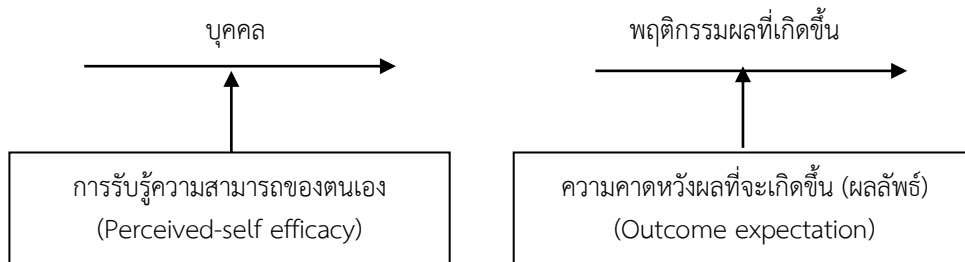 บุคคล
พฤติกรรมผลที่เกิดขึ้น
การรับรู้ความสามารถของตนเอง
(Perceived-self efficacy)
ความคาดหวังผลที่จะเกิดขึ้น (ผลลัพธ์)
(Outcome expectation)